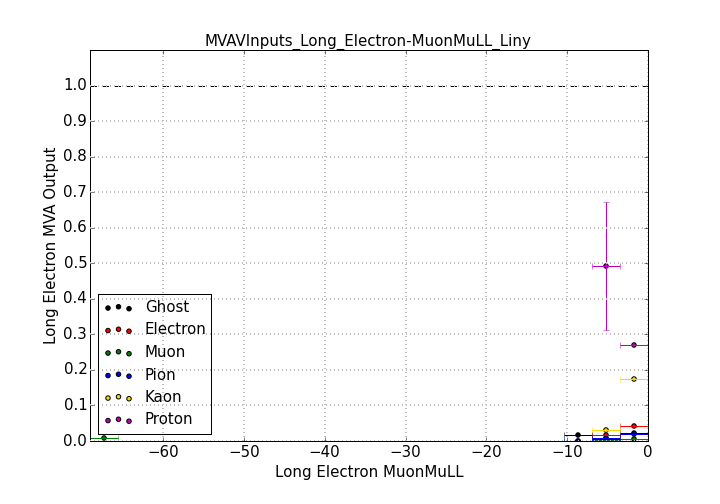 MVAVInputs_Long_Electron-MuonMuLL_Liny
Long Electron MVA Output
1.0
0.9
0.8
0.7
0.6
0.5
0.4
0.3
0.2
0.1
0.0
Ghost
Electron
Muon
Pion
Kaon
Proton
−60 −50 −40 −30 −20 −10 0
Long Electron MuonMuLL